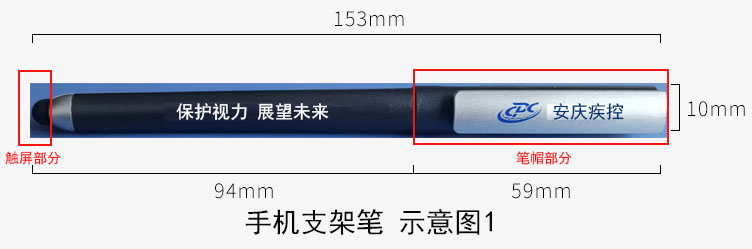 153mm
保护视力 展望未来
CDC 安庆疾控
10mm
触屏部分
笔帽部分
94mm
59mm
手机支架笔 示意图1